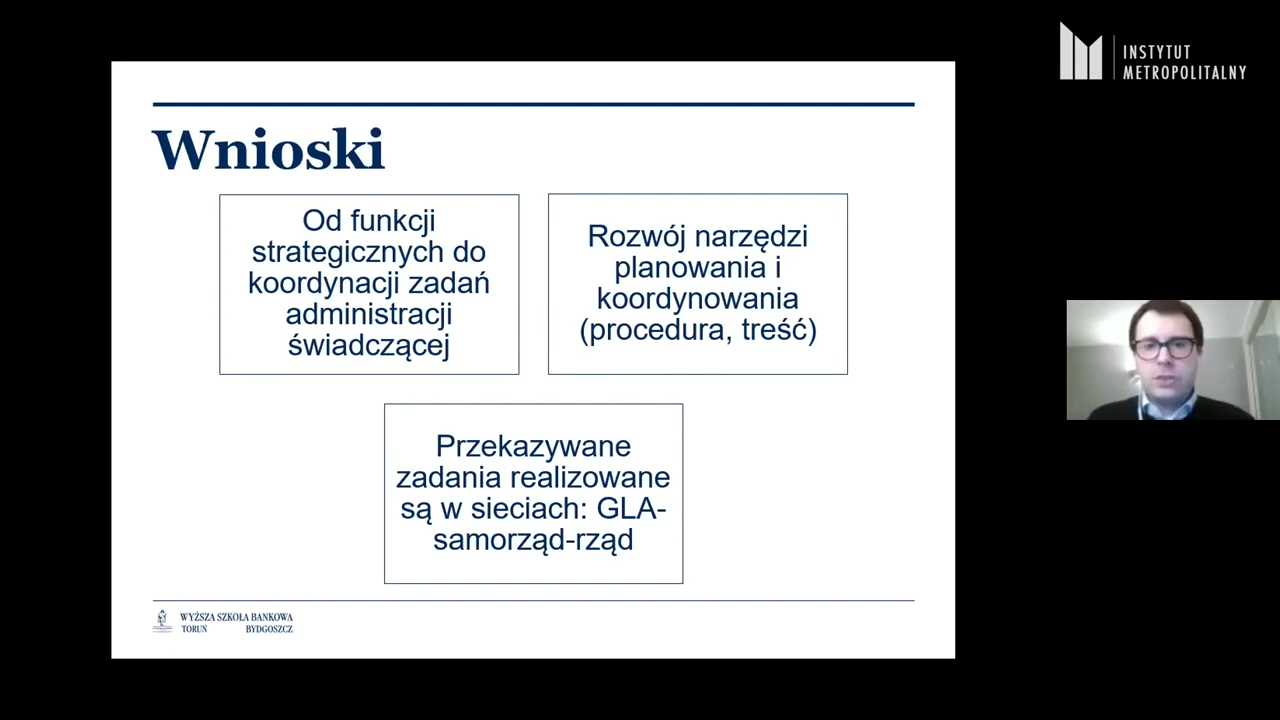 INSTYTUT
METROPOLITALNY
Wnioski
Od funkcji
strategicznych do
koordynacji zadań
administracji
świadczącej
Rozwój narzędzi
planowania i
koordynowania
(procedura, treść)
Przekazywane
zadania realizowane
są w sieciach: GLA-
samorząd-rząd
WYŻSZA SZKOŁA BANKOWA
TORUŃ BYDGOSZCZ